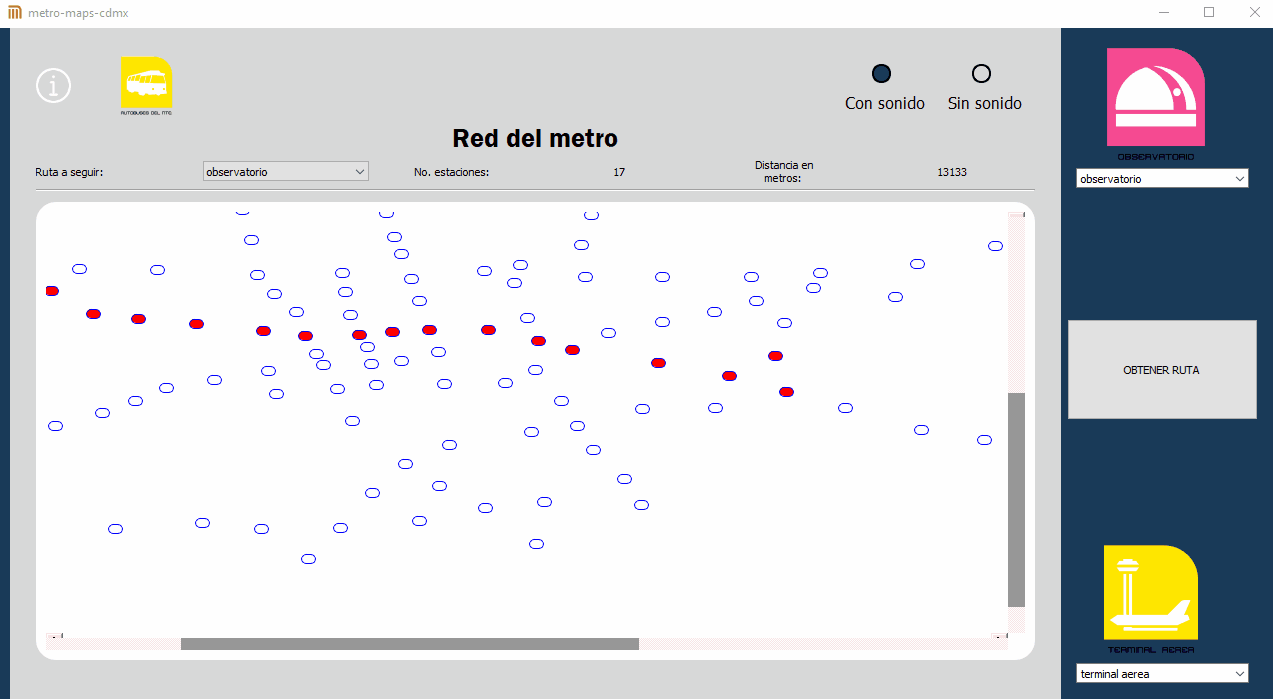 metro-maps-cdmx
AUTOBUSES DEL NTE
Con sonido
Sin sonido
Red del metro
Ruta a seguir:
observatorio
No. estaciones:
17
Distancia en
metros:
13133
OBSERVATORIO
observatorio
OBTENER RUTA
TERMINAL AEREA
terminal aerea